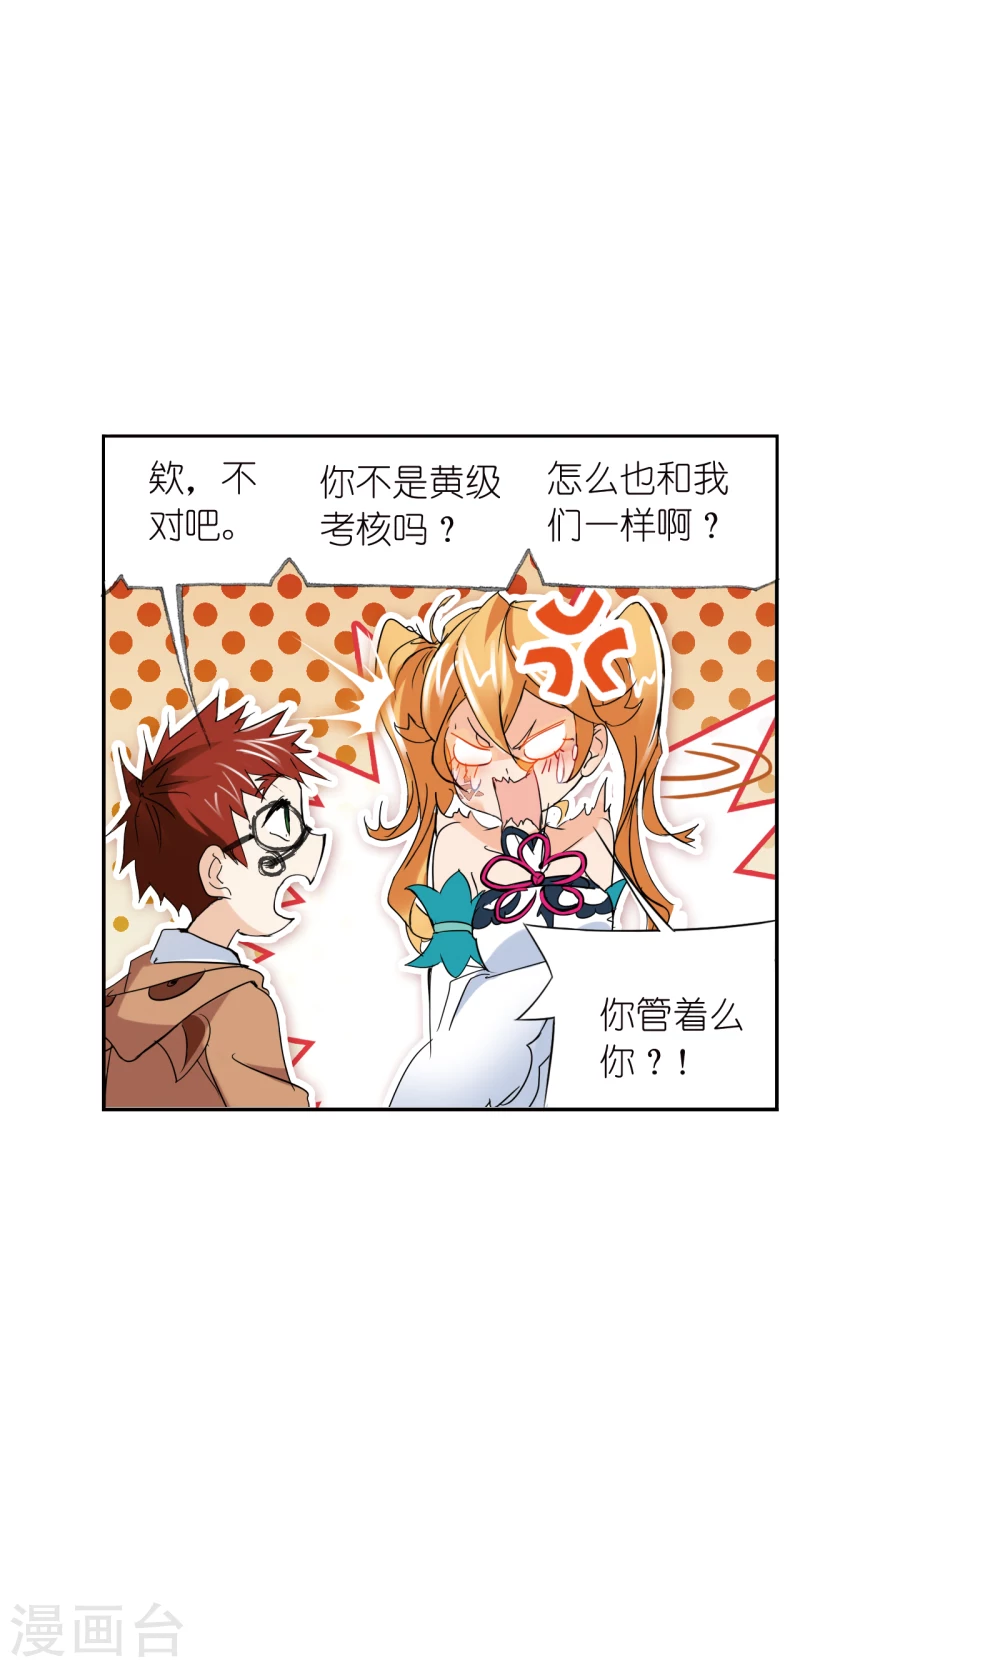 欸，不
对吧。
你不是黄级
考核吗？
怎么也和我
们一样啊？
你管着么
你？！
漫画台